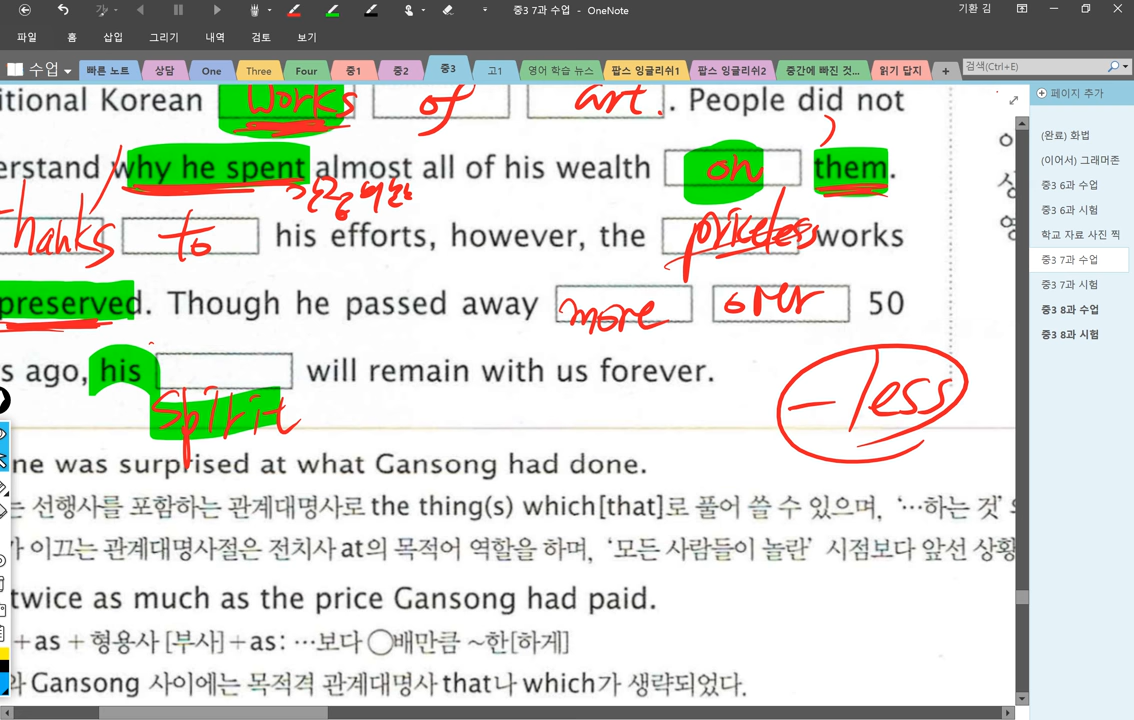 중3 7과 수업 - OneNote
기환 김
파일 홈 삽입 그리기 내역 검토 보기
수업 빠른 노트 상담 One Three Four 중1 중2 중3 고1 영어 학습 뉴스 팝스 잉글리쉬1 팝스 잉글리쉬2 중간에 빠진 것... 읽기 답지 + 검색(Ctrl+E)
페이지 추가
(완료) 화법
(이어서) 그래머존
중3 6과 수업
중3 6과 시험
학교 자료 사진 찍
중3 7과 수업
중3 7과 시험
중3 8과 수업
중3 8과 시험
itional Korean works of art. People did not
erstand why he spent almost all of his wealth on them.
간
Thanks to his efforts, however, the priceless works
preserved. Though he passed away more over 50
s ago, his will remain with us forever.
spirit
-less
ne was surprised at what Gansong had done.
는 선행사를 포함하는 관계대명사로 the thing(s) which[that]로 풀어 쓸 수 있으며, ‘…하는 것’
가 이끄는 관계대명사절은 전치사 at의 목적어 역할을 하며, ‘모든 사람들이 놀란’ 시점보다 앞선 상황
twice as much as the price Gansong had paid.
+as + 형용사 [부사]+as: …보다 ◯배만큼 ~한[하게]
와 Gansong 사이에는 목적격 관계대명사 that나 which가 생략되었다.